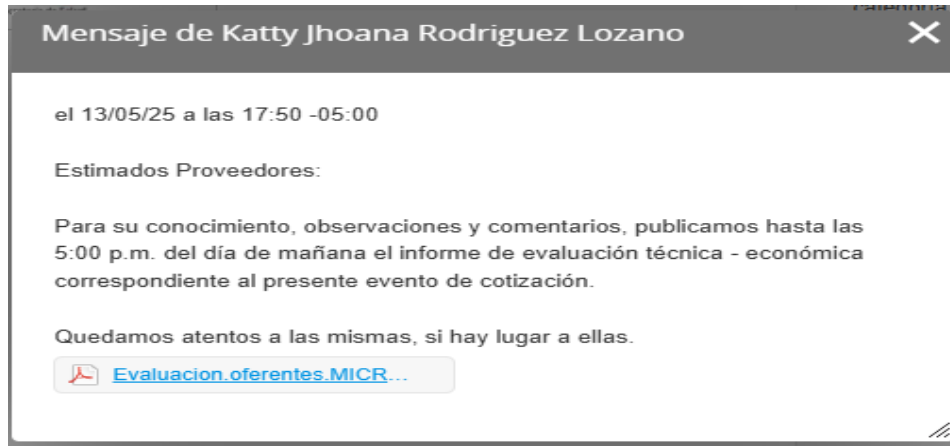 Mensaje de Katty Jhoana Rodriguez Lozano
el 13/05/25 a las 17:50 -05:00
Estimados Proveedores:
Para su conocimiento, observaciones y comentarios, publicamos hasta las
5:00 p.m. del día de mañana el informe de evaluación técnica - económica
correspondiente al presente evento de cotización.
Quedamos atentos a las mismas, si hay lugar a ellas.
Evaluacion.oferentes.MICR...